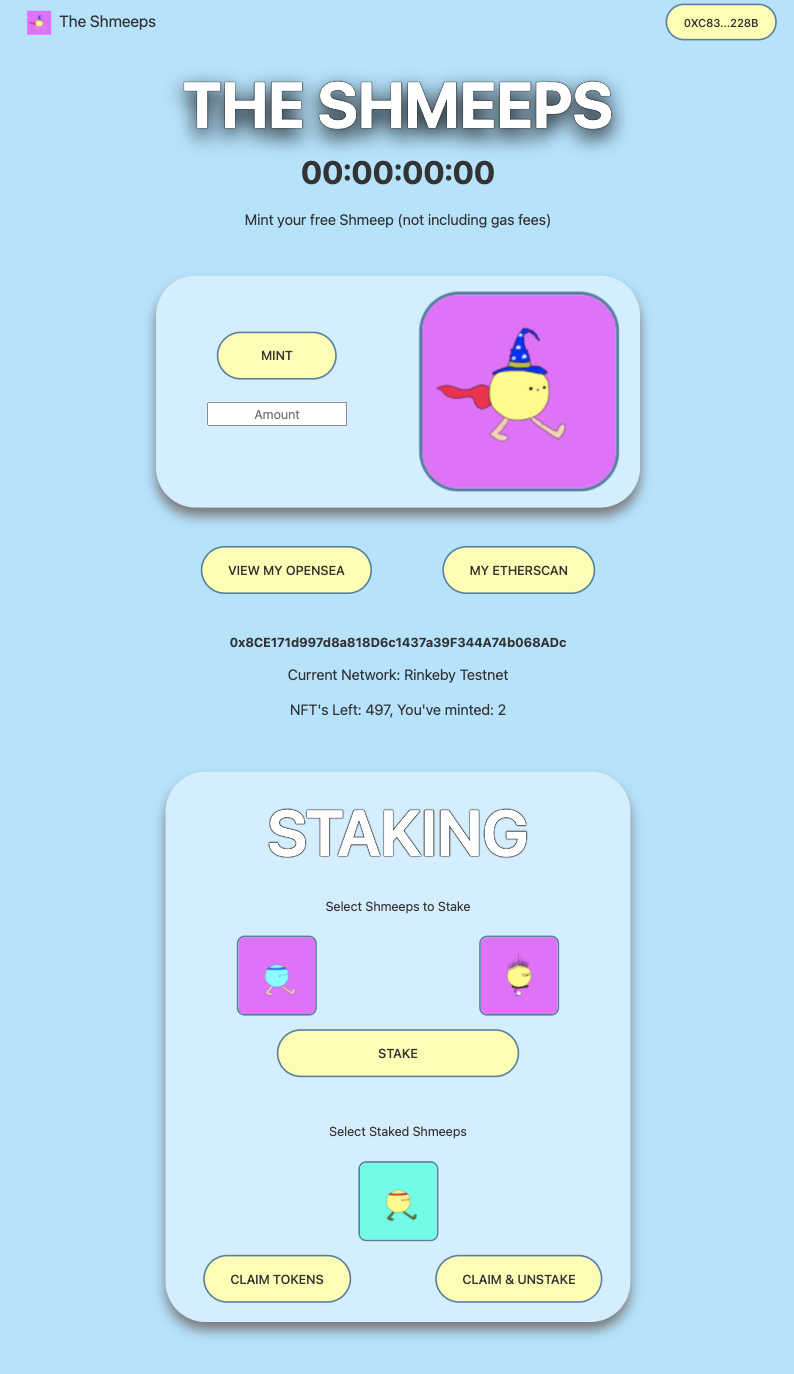 The Shmeeps
0XC83...228B
THE SHMEEPS
00:00:00:00
Mint your free Shmeep (not including gas fees)
MINT
Amount
VIEW MY OPENSEA
MY ETHERSCAN
0x8CE171d997d8a818D6c1437a39F344A74b068ADc
Current Network: Rinkeby Testnet
NFT's Left: 497, You've minted: 2
STAKING
Select Shmeeps to Stake
STAKE
Select Staked Shmeeps
CLAIM TOKENS
CLAIM & UNSTAKE